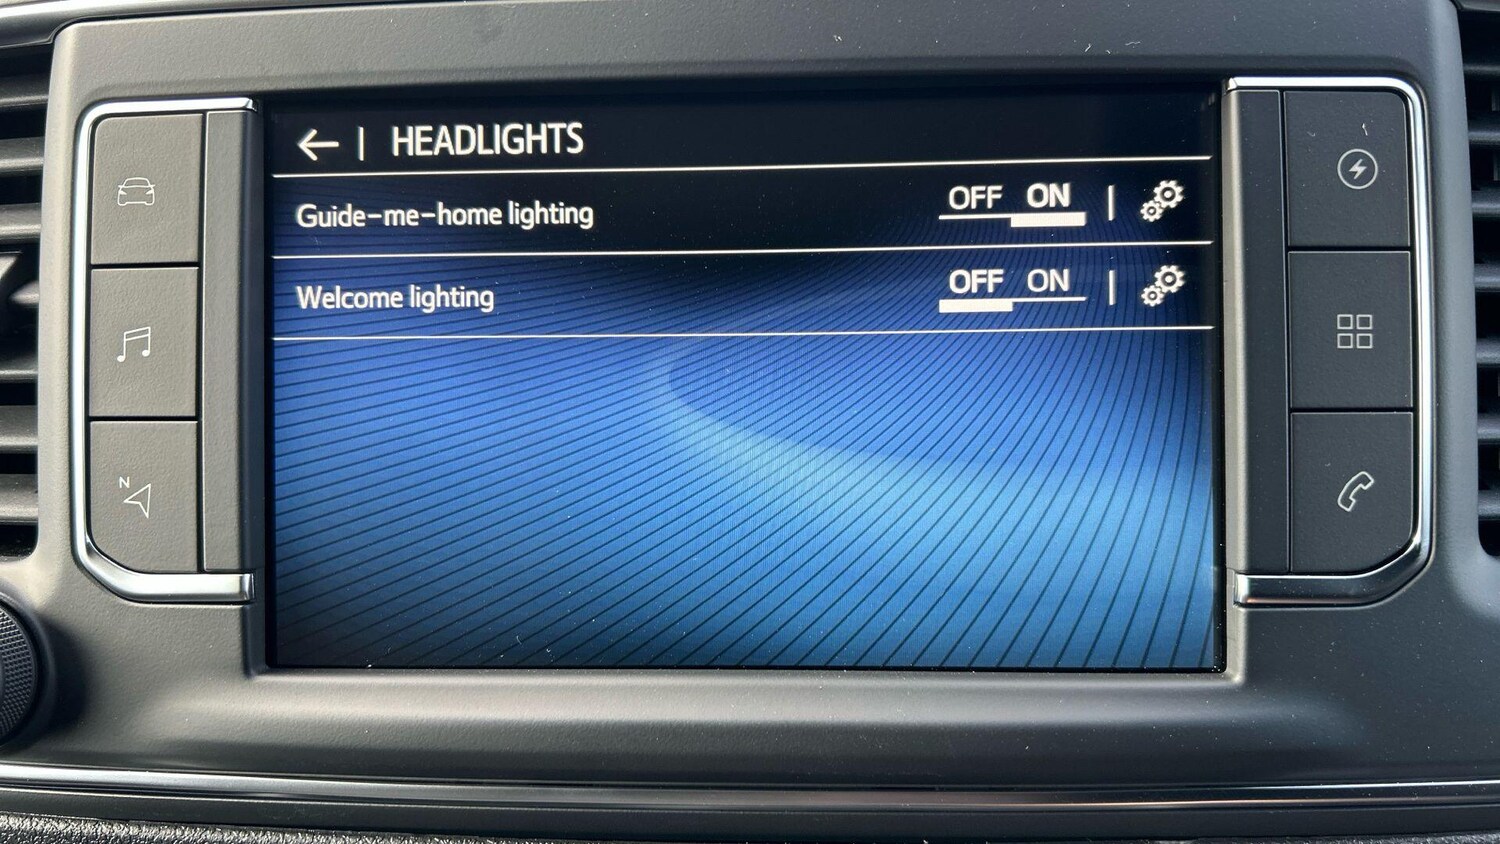 HEADLIGHTS
Guide-me-home lighting OFF ON
Welcome lighting OFF ON
N